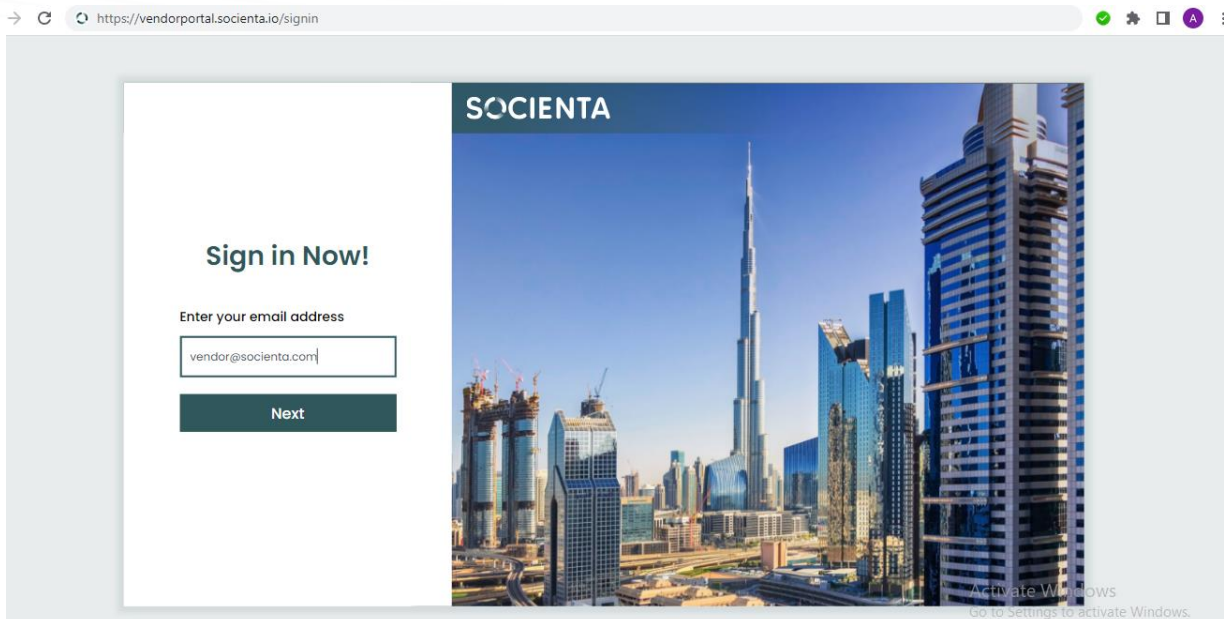 https://vendorportal.socienta.io/signin
A
SOCIENTA
Sign in Now!
Enter your email address
vendor@socienta.com
Next
Activate Windows
Go to Settings to activate Windows.